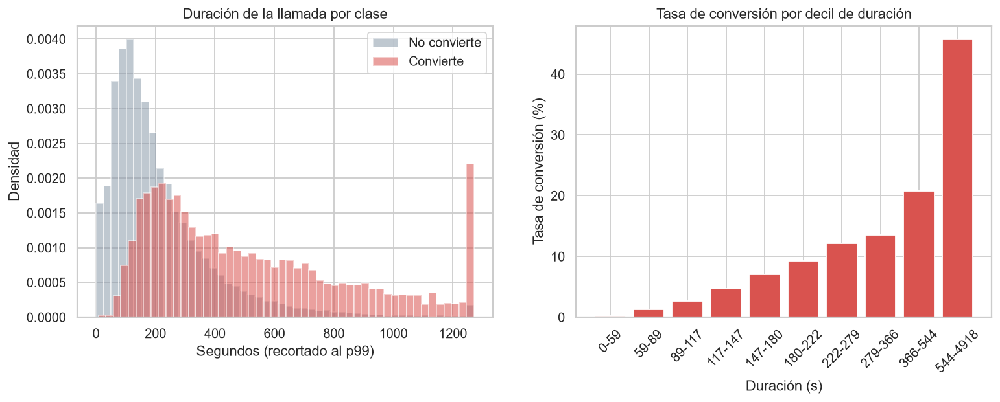 Duración de la llamada por clase
No convierte
Convierte
0.0040
0.0035
0.0030
0.0025
0.0020
0.0015
0.0010
0.0005
0.0000
Densidad
0 200 400 600 800 1000 1200
Segundos (recortado al p99)
Tasa de conversión por decil de duración
40
30
20
10
0
Tasa de conversión (%)
0-59
59-89
89-117
117-147
147-180
180-222
222-279
279-366
366-544
544-4918
Duración (s)